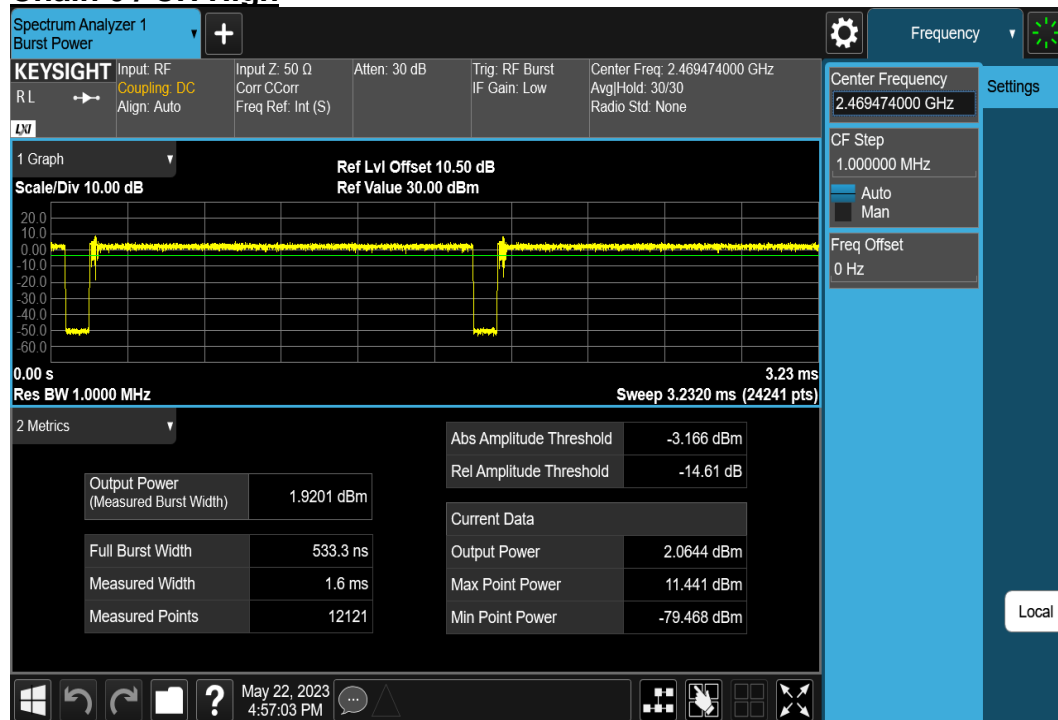 Spectrum Analyzer 1
Burst Power
+
Frequency
KEYSIGHT
R L
LXI
Input: RF
Coupling: DC
Align: Auto
Input Z: 50 Ω
Corr CCorr
Freq Ref: Int (S)
Atten: 30 dB
Trig: RF Burst
IF Gain: Low
Center Freq: 2.469474000 GHz
Avg|Hold: 30/30
Radio Std: None
Center Frequency
2.469474000 GHz
Settings
CF Step
1.000000 MHz
Auto
Man
Freq Offset
0 Hz
1 Graph
Scale/Div 10.00 dB
Ref Lvl Offset 10.50 dB
Ref Value 30.00 dBm
20.0
10.0
0.00
-10.0
-20.0
-30.0
-40.0
-50.0
-60.0
0.00 s
3.23 ms
Res BW 1.0000 MHz
Sweep 3.2320 ms (24241 pts)
2 Metrics
Output Power
(Measured Burst Width)
1.9201 dBm
Full Burst Width 533.3 ns
Measured Width 1.6 ms
Measured Points 12121
Abs Amplitude Threshold -3.166 dBm
Rel Amplitude Threshold -14.61 dB
Current Data
Output Power 2.0644 dBm
Max Point Power 11.441 dBm
Min Point Power -79.468 dBm
Local
?
May 22, 2023
4:57:03 PM